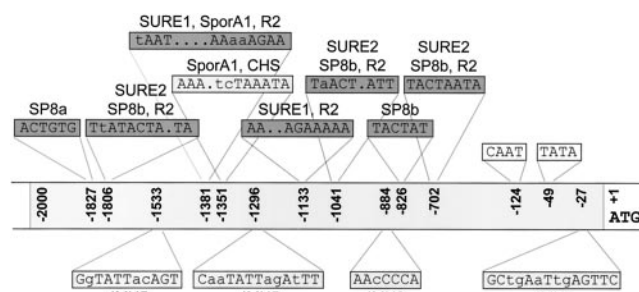 SURE1, SporA1, R2
tAAT....AAaaAGAA
SporA1, CHS
AAA.tcTAAATA
SURE2
SP8b, R2
TaACT.ATT
SURE2
SP8b, R2
TACTAATA
SP8a
ACTGTG
SURE2
SP8b, R2
TtATACTA.TA
SURE1, R2
AA..AGAAAAA
SP8b
TACTAT
CAAT
TATA
-2000
-1827
-1806
-1533
-1381
-1351
-1296
-1133
-1041
-884
-826
-702
-124
-49
-27
+1
ATG
GgTATTacAGT
CaaTATTagAtTT
AAcCCCA
GCtgAaTtgAGTTC